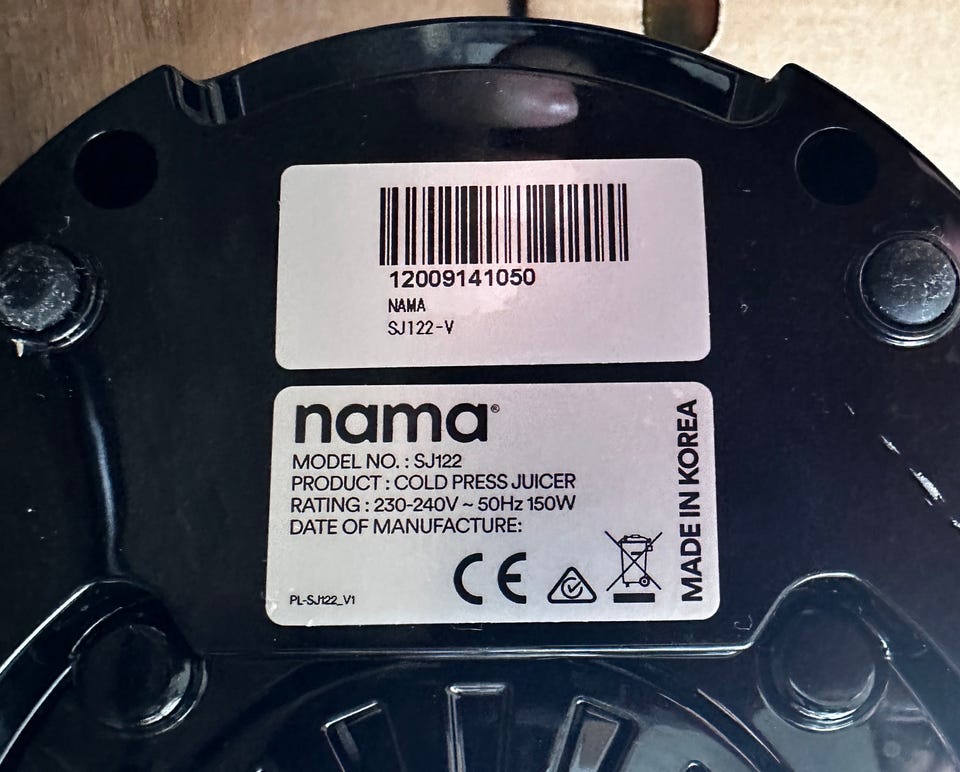 12009141050
NAMA
SJ122-V
nama®
MODEL NO. : SJ122
PRODUCT : COLD PRESS JUICER
RATING : 230-240V ~ 50Hz 150W
DATE OF MANUFACTURE:
CE
PL-SJ122_V1
MADE IN KOREA